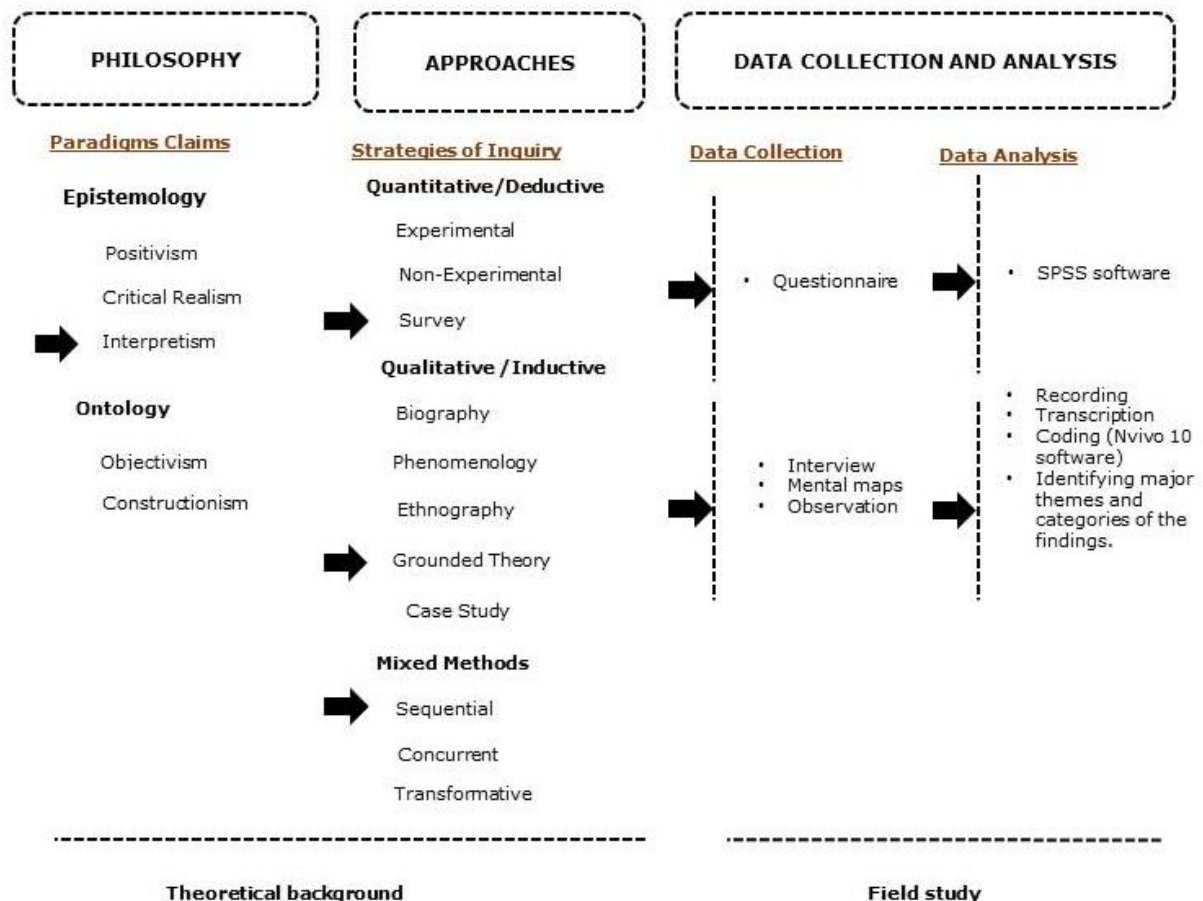 PHILOSOPHY
APPROACHES
DATA COLLECTION AND ANALYSIS
Paradigms Claims
Epistemology
Positivism
Critical Realism
Interpretism
Ontology
Objectivism
Constructionism
Strategies of Inquiry
Quantitative/Deductive
Experimental
Non-Experimental
Survey
Qualitative /Inductive
Biography
Phenomenology
Ethnography
Grounded Theory
Case Study
Mixed Methods
Sequential
Concurrent
Transformative
Data Collection
• Questionnaire
• Interview
• Mental maps
• Observation
Data Analysis
• SPSS software
• Recording
• Transcription
• Coding (Nvivo 10
software)
• Identifying major
themes and
categories of the
findings.
Theoretical background
Field study